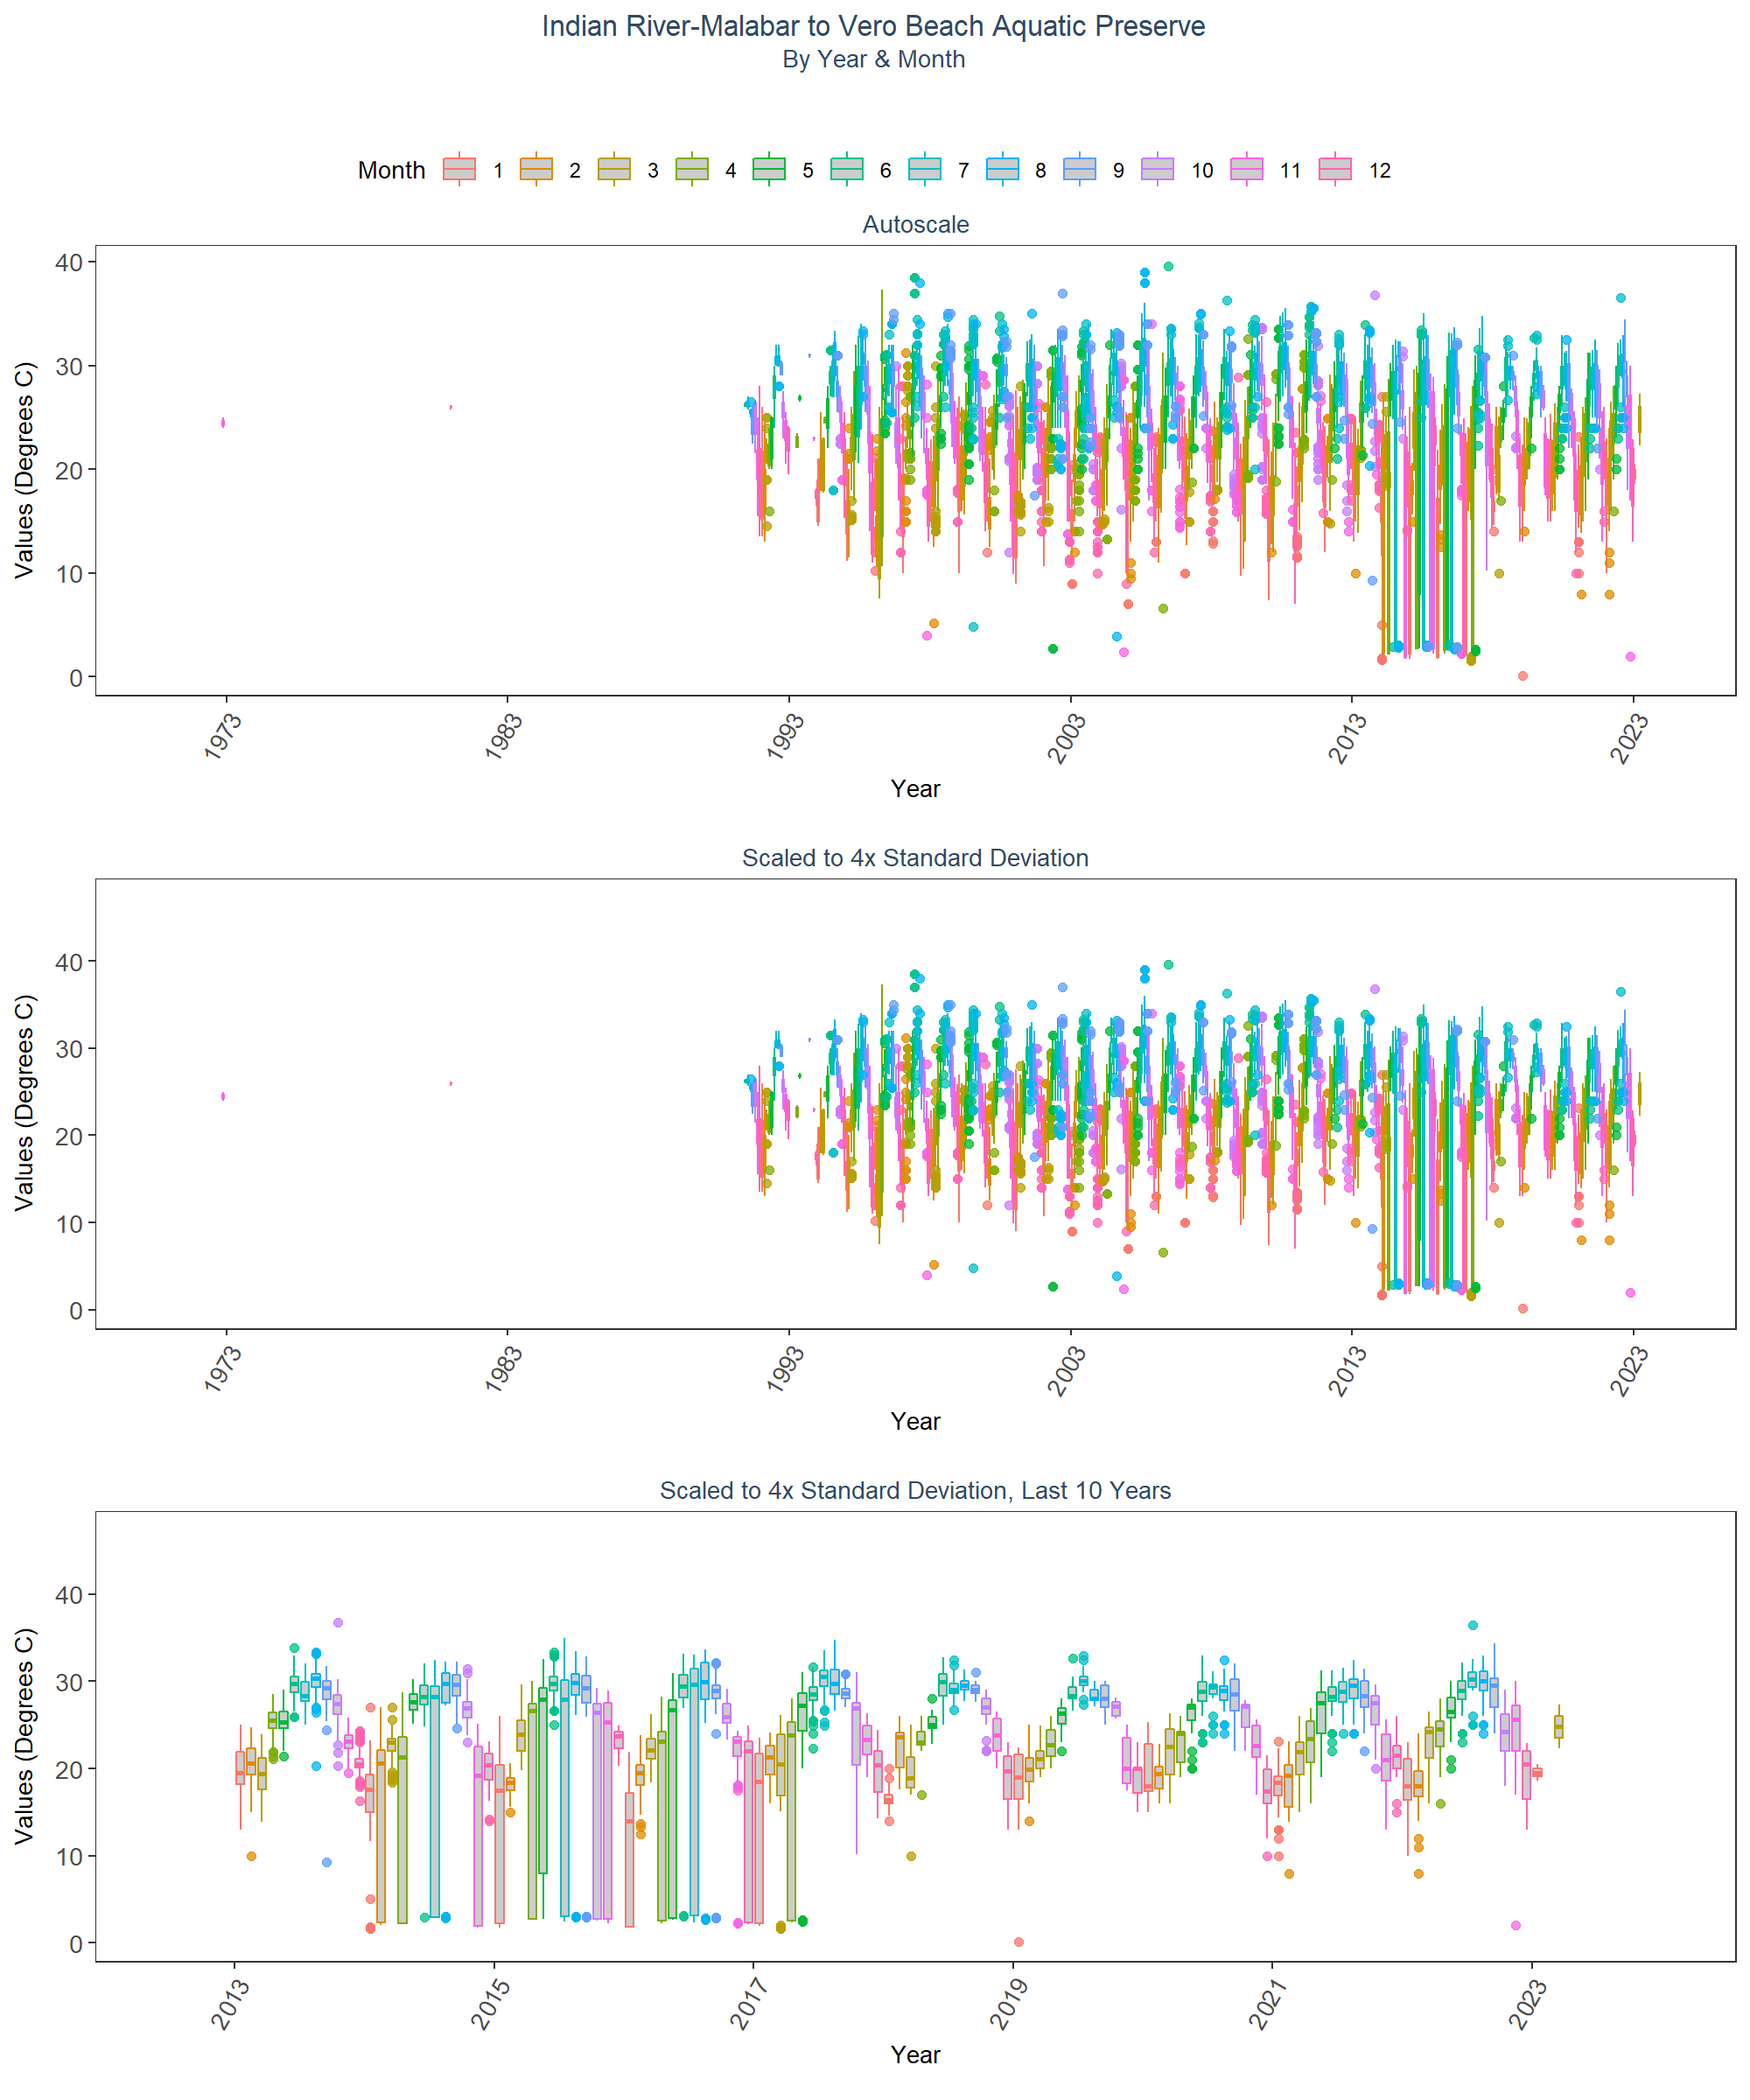 Indian River-Malabar to Vero Beach Aquatic Preserve
By Year & Month
Month 1 2 3 4 5 6 7 8 9 10 11 12
Autoscale
Values (Degrees C)
40
30
20
10
0
1973 1983 1993 2003 2013 2023
Year
Scaled to 4x Standard Deviation
Values (Degrees C)
40
30
20
10
0
1973 1983 1993 2003 2013 2023
Year
Scaled to 4x Standard Deviation, Last 10 Years
Values (Degrees C)
40
30
20
10
0
2013 2015 2017 2019 2021 2023
Year